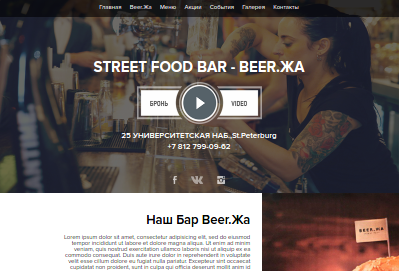 Главная Beer.Жа Меню Акции События Галерея Контакты
STREET FOOD BAR - BEER.ЖА
БРОНЬ VIDEO
25 УНИВЕРСИТЕТСКАЯ НАБ.,St.Peterburg
+7 812 799-09-62
Наш Бар Beer.Жа
Lorem ipsum dolor sit amet, consectetur adipisicing elit, sed do eiusmod
tempor incididunt ut labore et dolore magna aliqua. Ut enim ad minim
veniam, quis nostrud exercitation ullamco laboris nisi ut aliquip ex ea
commodo consequat. Duis aute irure dolor in reprehenderit in voluptate
velit esse cillum dolore eu fugiat nulla pariatur. Excepteur sint occaecat
cupidatat non proident, sunt in culpa qui officia deserunt mollit anim id
BEER.ЖА